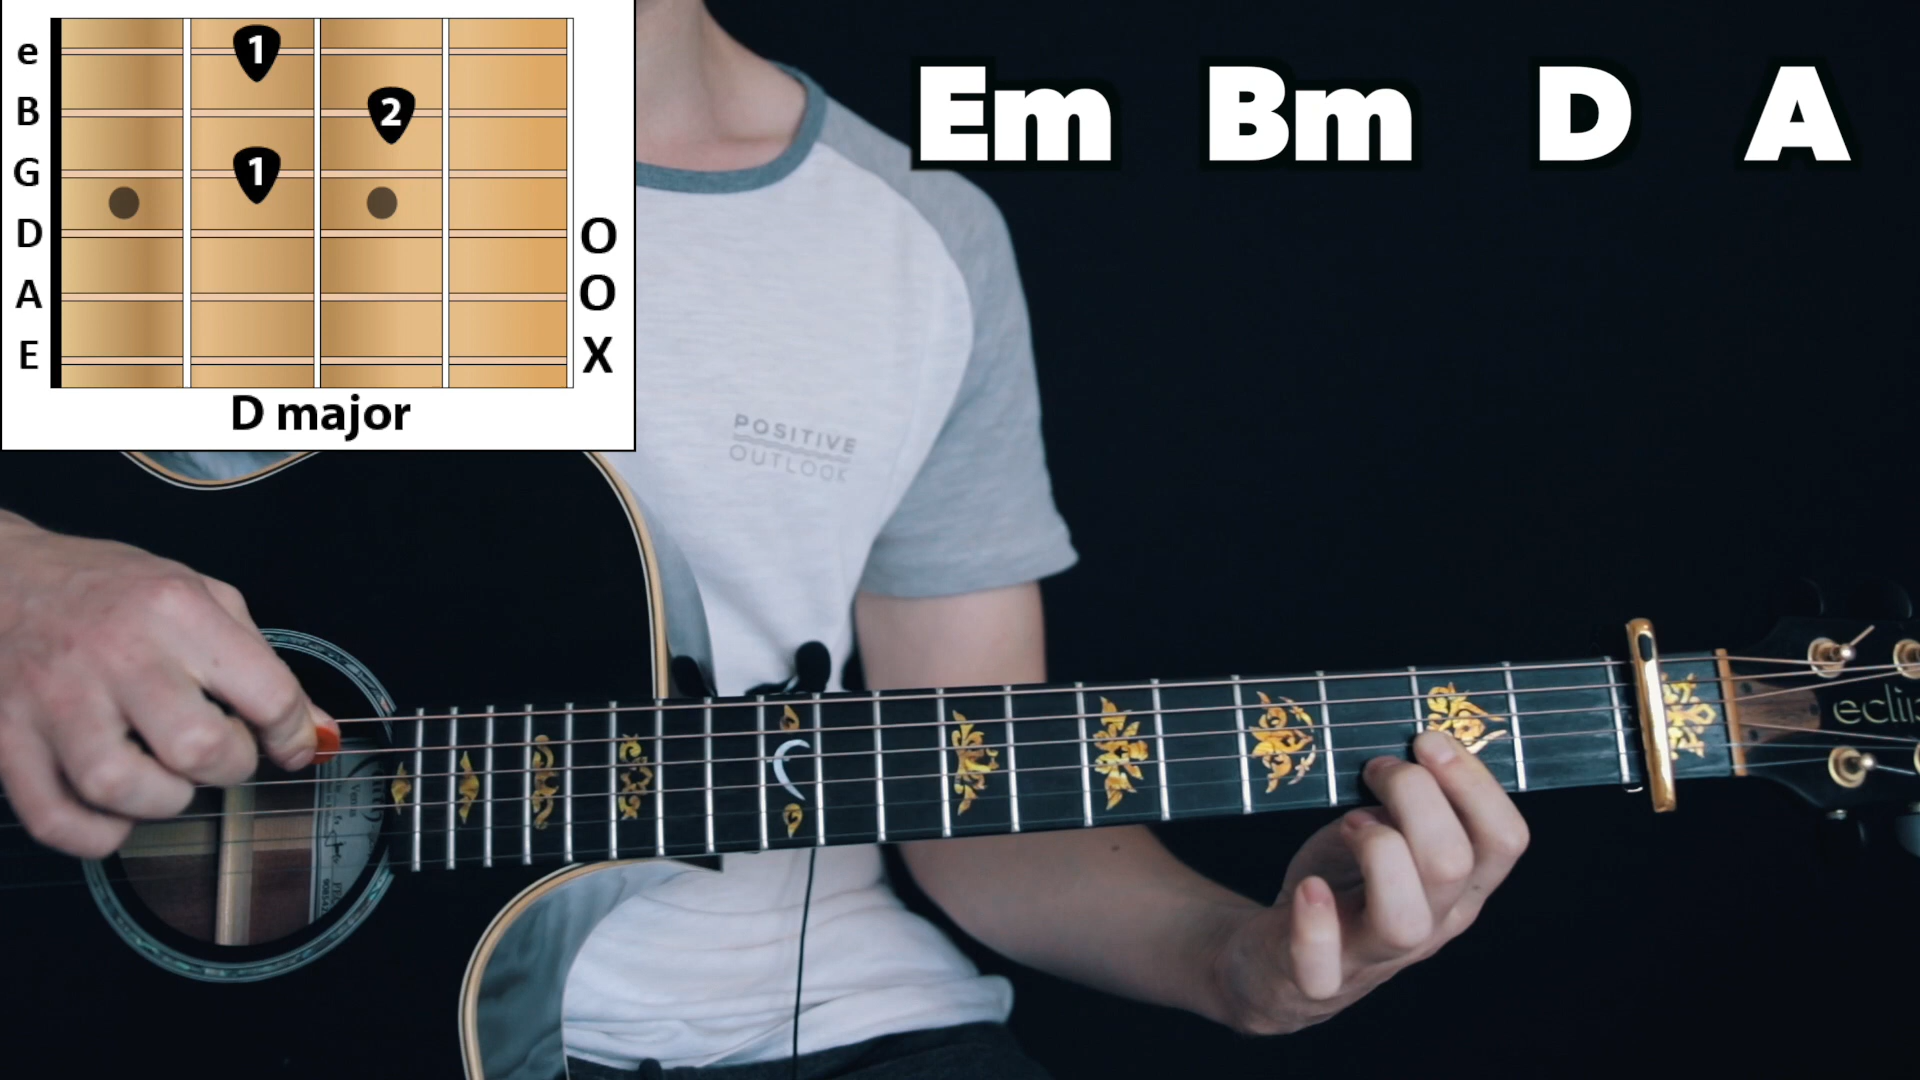 e 1
B 2
G 1
D O
A O
E X
D major
Em Bm D A
POSITIVE
OUTLOOK
eclip